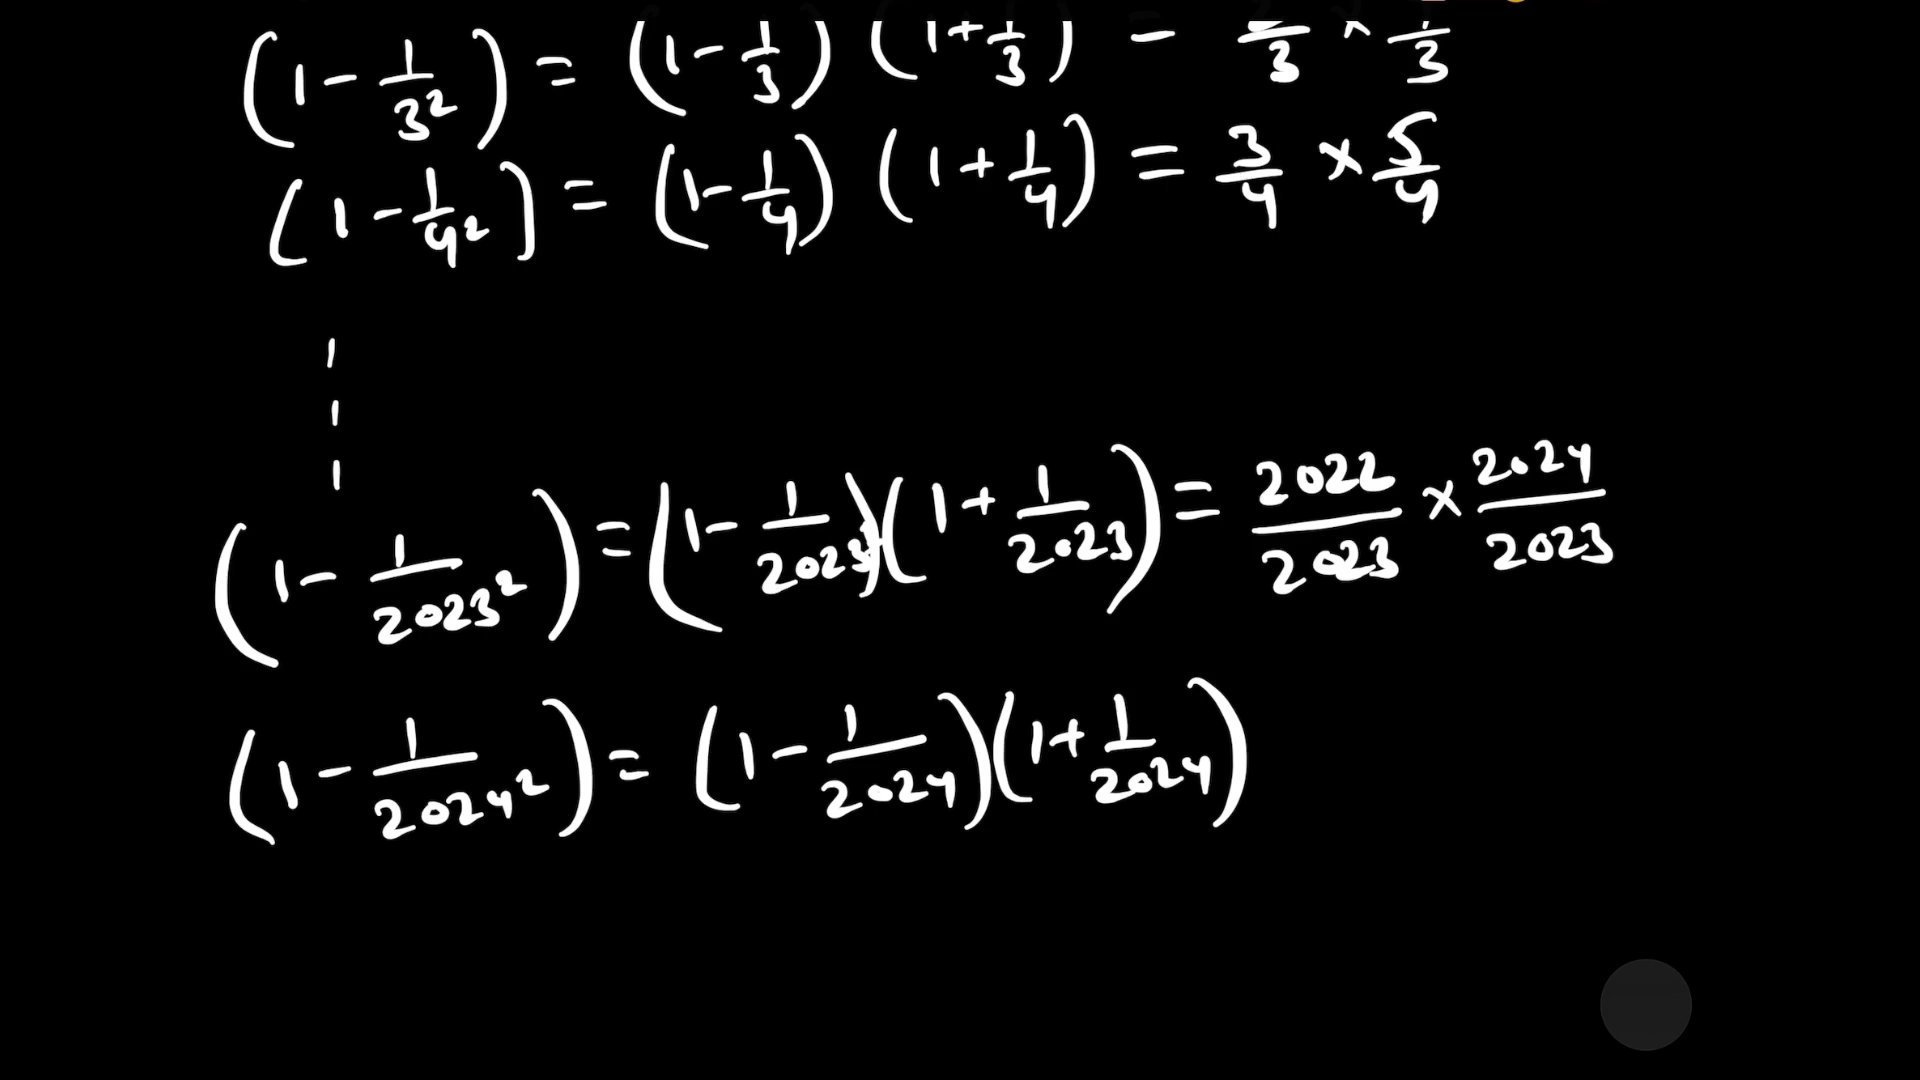 (1 - 1/3²) = (1 - 1/3) (1 + 1/3) = /3 × /3
(1 - 1/4²) = (1 - 1/4) (1 + 1/4) = 3/4 × 5/4
(1 - 1/2023²) = (1 - 1/2023)(1 + 1/2023) = 2022/2023 × 2024/2023
(1 - 1/2024²) = (1 - 1/2024)(1 + 1/2024)